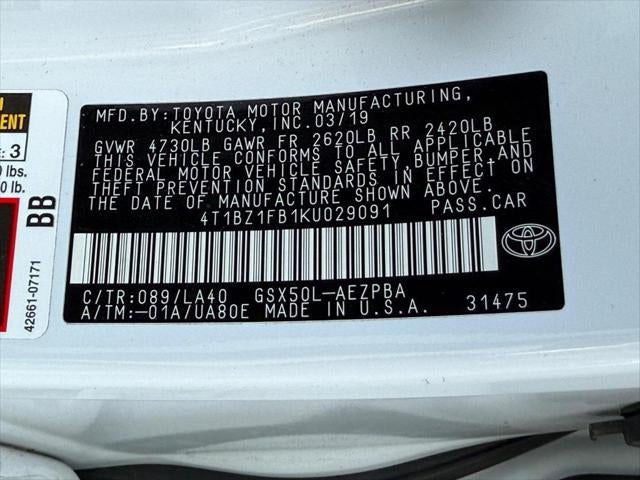 MFD. BY: TOYOTA MOTOR MANUFACTURING,
KENTUCKY, INC. 03/19
GVWR 4730LB GAWR FR 2620LB RR 2420LB
THIS VEHICLE CONFORMS TO ALL APPLICABLE
FEDERAL MOTOR VEHICLE SAFETY, BUMPER, AND
THEFT PREVENTION STANDARDS IN EFFECT ON
THE DATE OF MANUFACTURE SHOWN ABOVE.
4T1BZ1FB1KU029091 PASS.CAR
C/TR:089/LA40 GSX50L-AEZPBA
A/TM:-01A/UA80E MADE IN U.S.A. 31475
: 3
lbs.
lb.
BB
42661-07171